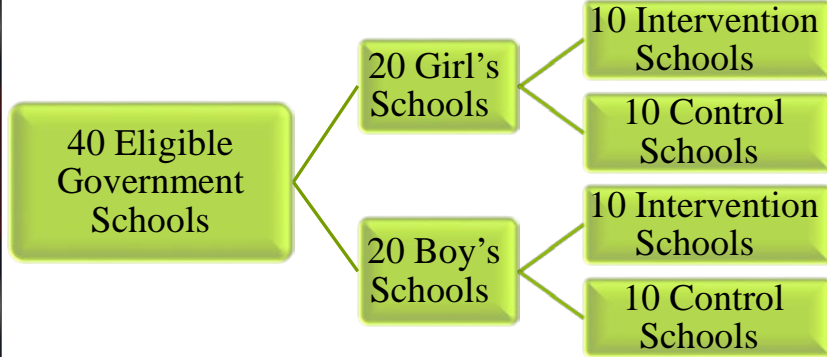 40 Eligible
Government
Schools
20 Girl's
Schools
10 Intervention
Schools
10 Control
Schools
20 Boy's
Schools
10 Intervention
Schools
10 Control
Schools